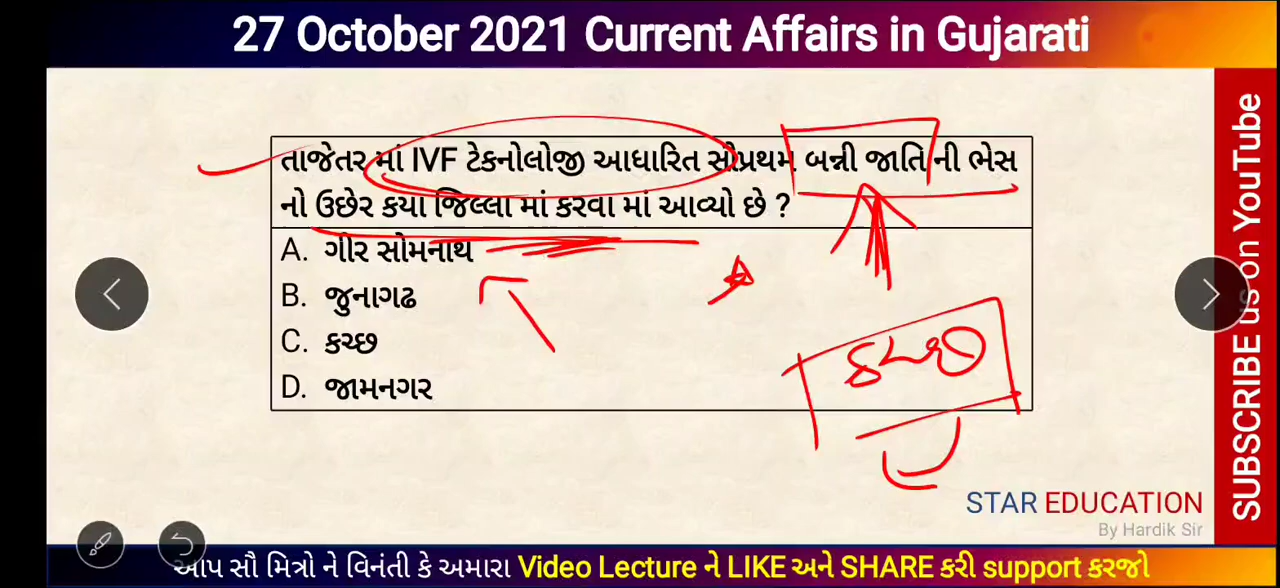 27 October 2021 Current Affairs in Gujarati
તાજેતર માં IVF ટેકનોલોજી આધારિત સૌપ્રથમ બન્ની જાતિ ની ભેસ
નો ઉછેર કયા જિલ્લા માં કરવા માં આવ્યો છે ?
A. ગીર સોમનાથ
B. જુનાગઢ
C. કચ્છ
D. જામનગર
STAR EDUCATION
By Hardik Sir
આપ સૌ મિત્રો ને વિનંતી કે અમારા Video Lecture ને LIKE અને SHARE કરી support કરજો
SUBSCRIBE us on YouTube